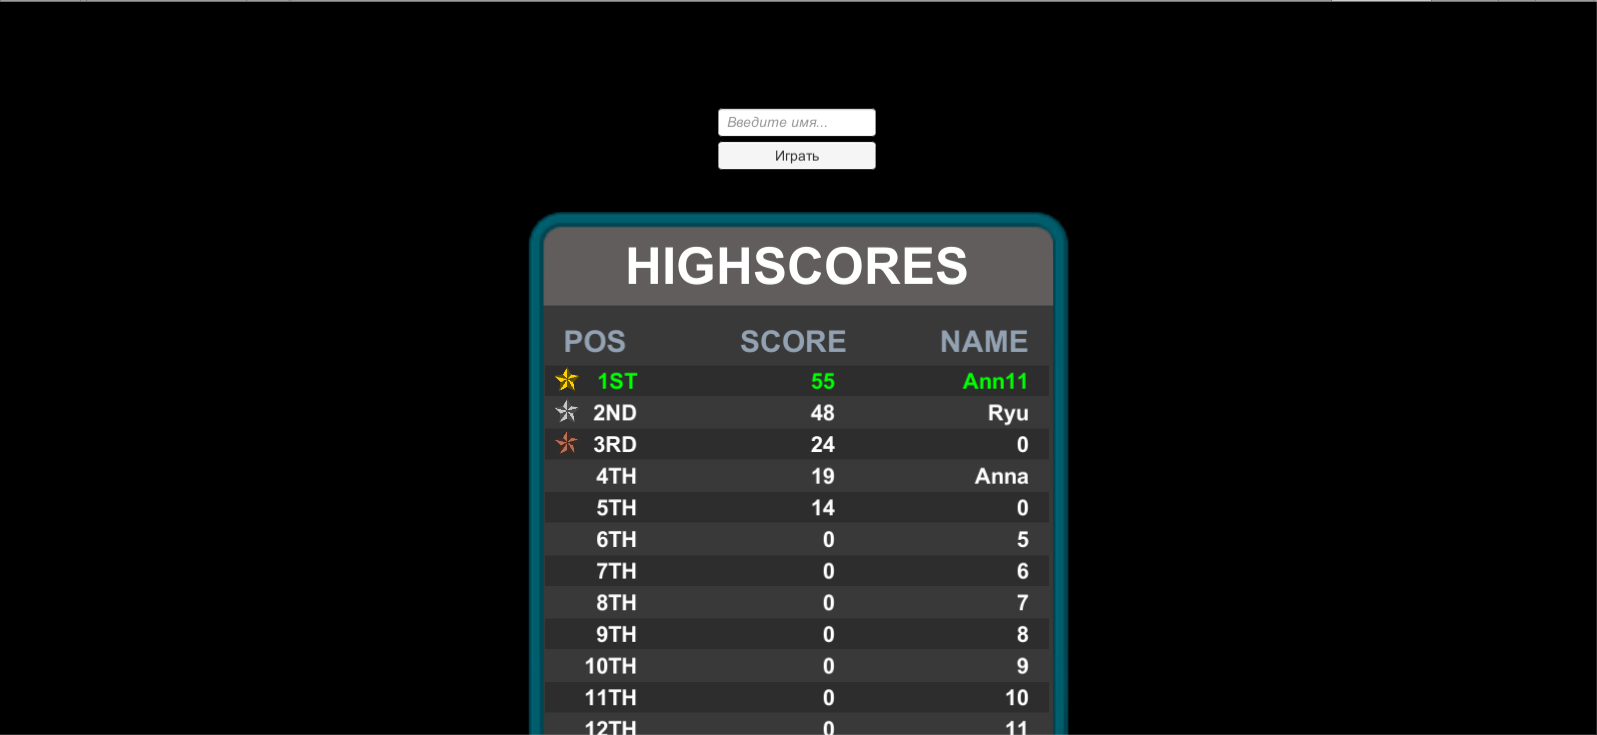 Введите имя...
Играть
HIGHSCORES
POS SCORE NAME
1ST 55 Ann11
2ND 48 Ryu
3RD 24 0
4TH 19 Anna
5TH 14 0
6TH 0 5
7TH 0 6
8TH 0 7
9TH 0 8
10TH 0 9
11TH 0 10
12TH 0 11